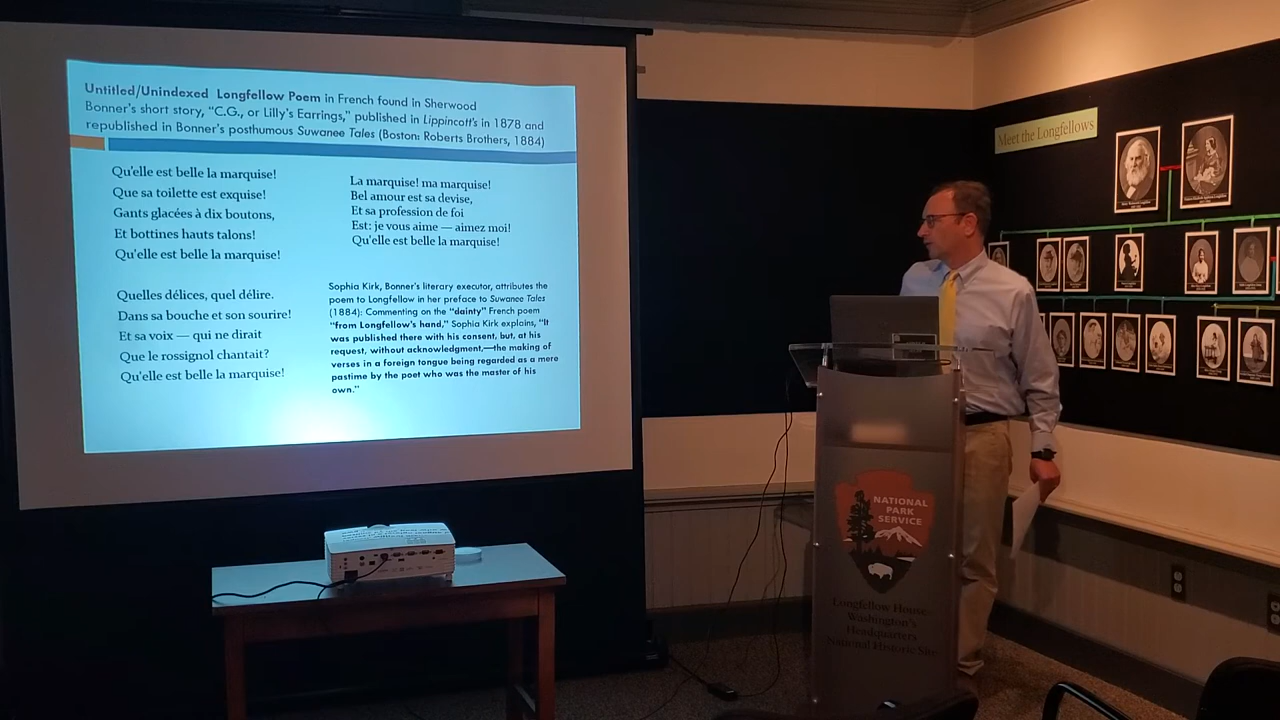 Untitled/Unindexed Longfellow Poem in French found in Sherwood
Bonner's short story, "C.G., or Lilly's Earrings," published in Lippincott's in 1878 and
republished in Bonner's posthumous Suwanee Tales (Boston: Roberts Brothers, 1884)
Qu'elle est belle la marquise!
Que sa toilette est exquise!
Gants glacées à dix boutons,
Et bottines hauts talons!
Qu'elle est belle la marquise!
Quelles délices, quel délire.
Dans sa bouche et son sourire!
Et sa voix — qui ne dirait
Que le rossignol chantait?
Qu'elle est belle la marquise!
La marquise! ma marquise!
Bel amour est sa devise,
Et sa profession de foi
Est: je vous aime — aimez moi!
Qu'elle est belle la marquise!
Sophia Kirk, Bonner's literary executor, attributes the
poem to Longfellow in her preface to Suwanee Tales
(1884): Commenting on the "dainty" French poem
"from Longfellow's hand," Sophia Kirk explains, "It
was published there with his consent, but, at his
request, without acknowledgment,—the making of
verses in a foreign tongue being regarded as a mere
pastime by the poet who was the master of his
own."
Meet the Longfellows
NATIONAL
PARK
SERVICE
Longfellow House-
Washington's
Headquarters
National Historic Site